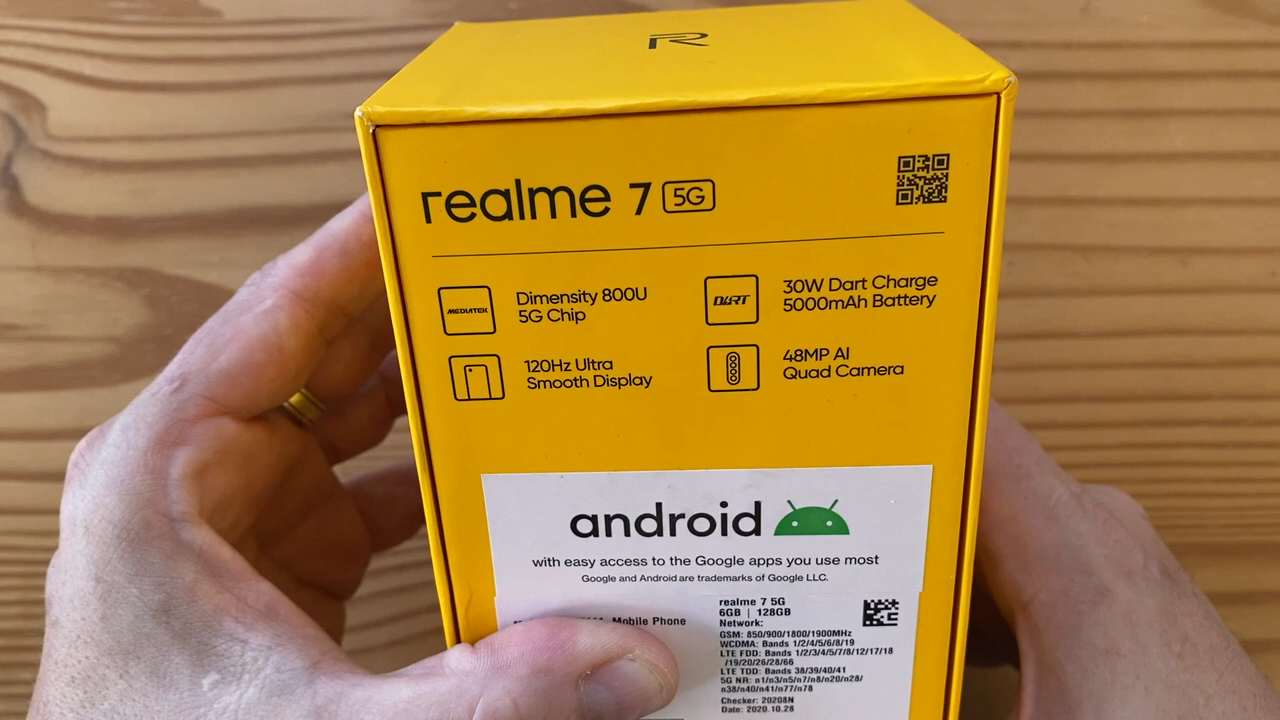 R
realme 7 5G
MEDIATEK
Dimensity 800U
5G Chip
DART
30W Dart Charge
5000mAh Battery
120Hz Ultra
Smooth Display
48MP AI
Quad Camera
android
with easy access to the Google apps you use most
Google and Android are trademarks of Google LLC.
Mobile Phone
realme 7 5G
6GB | 128GB
Network:
GSM: 850/900/1800/1900MHz
WCDMA: Bands 1/2/4/5/6/8/19
LTE FDD: Bands 1/2/3/4/5/7/8/12/17/18
/19/20/26/28/66
LTE TDD: Bands 38/39/40/41
5G NR: n1/n3/n5/n7/n8/n20/n28/
n38/n40/n41/n77/n78
Checker: 20208N
Date: 2020.10.28